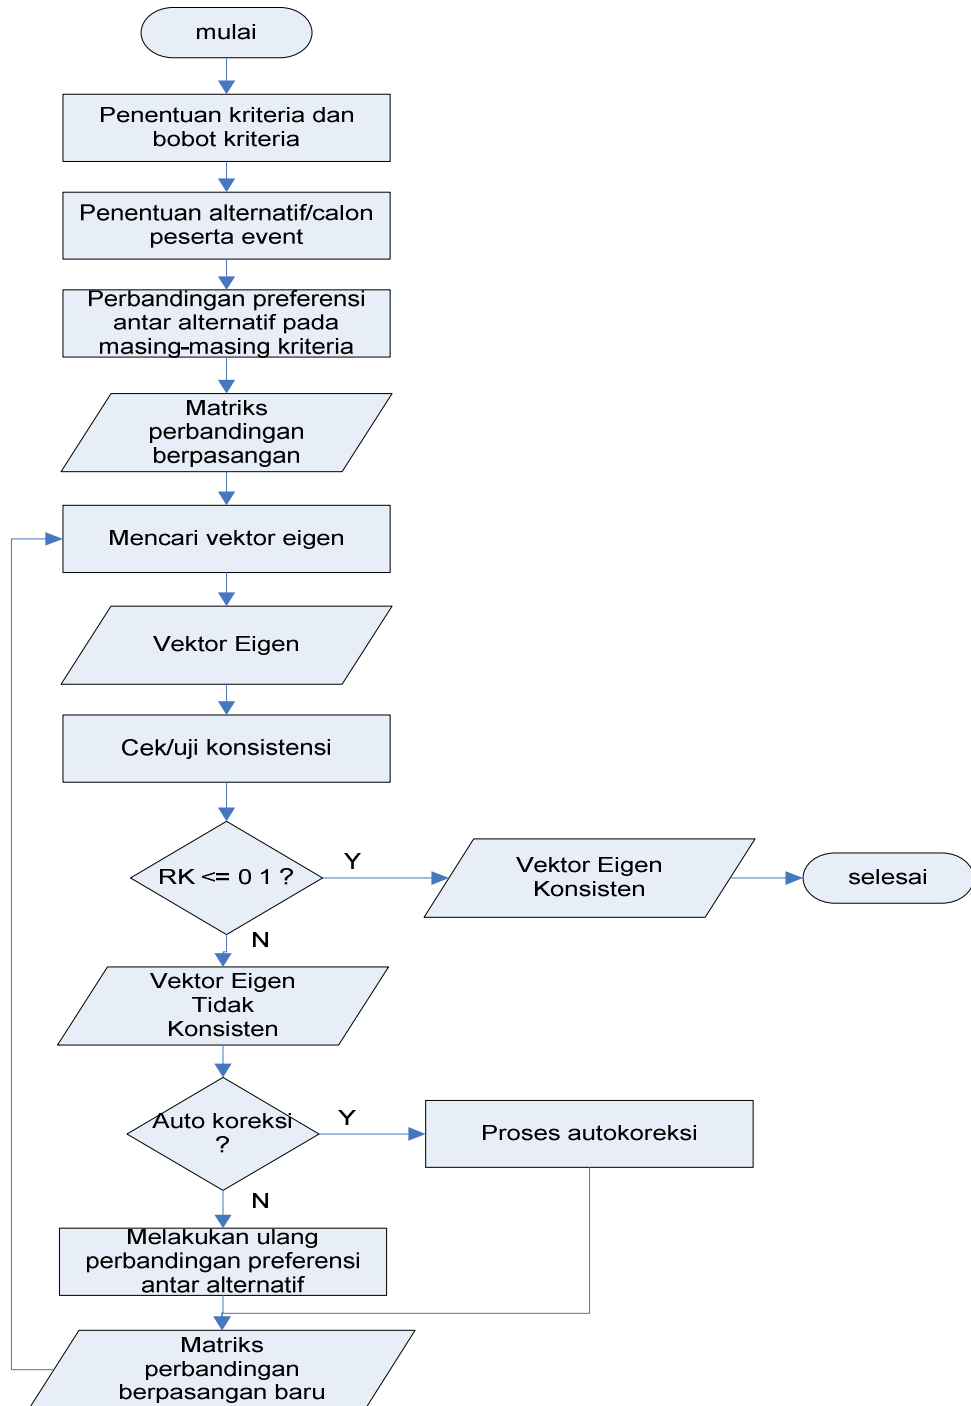 mulai
Penentuan kriteria dan
bobot kriteria
Penentuan alternatif/calon
peserta event
Perbandingan preferensi
antar alternatif pada
masing-masing kriteria
Matriks
perbandingan
berpasangan
Mencari vektor eigen
Vektor Eigen
Cek/uji konsistensi
RK <= 0 1 ?
Y
Vektor Eigen
Konsisten
selesai
N
Vektor Eigen
Tidak
Konsisten
Auto koreksi
?
Y
Proses autokoreksi
N
Melakukan ulang
perbandingan preferensi
antar alternatif
Matriks
perbandingan
berpasangan baru